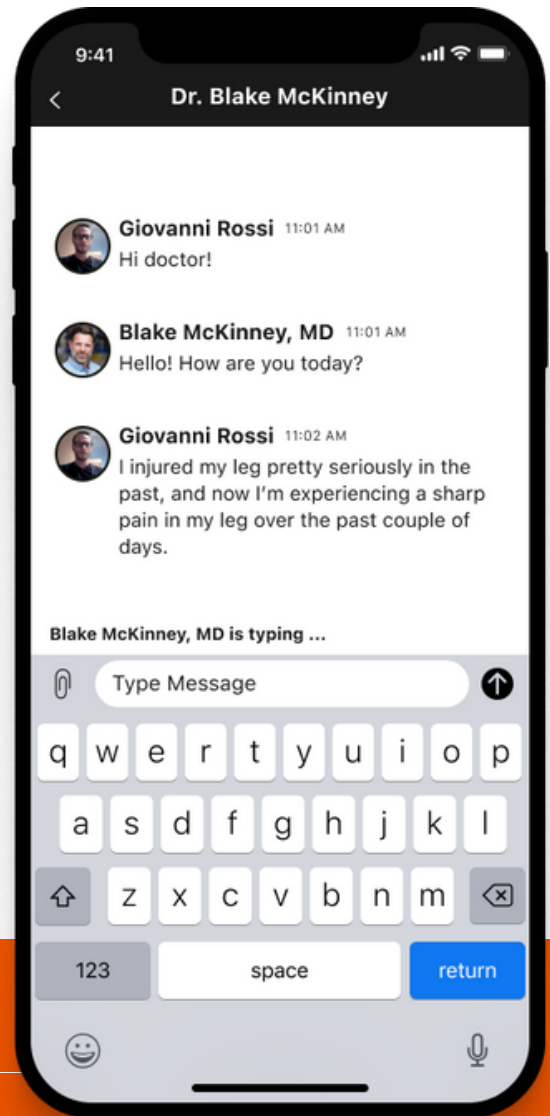 9:41
Dr. Blake McKinney
Giovanni Rossi 11:01 AM
Hi doctor!
Blake McKinney, MD 11:01 AM
Hello! How are you today?
Giovanni Rossi 11:02 AM
I injured my leg pretty seriously in the
past, and now I’m experiencing a sharp
pain in my leg over the past couple of
days.
Blake McKinney, MD is typing ...
Type Message
q w e r t y u i o p
a s d f g h j k l
z x c v b n m
123 space return